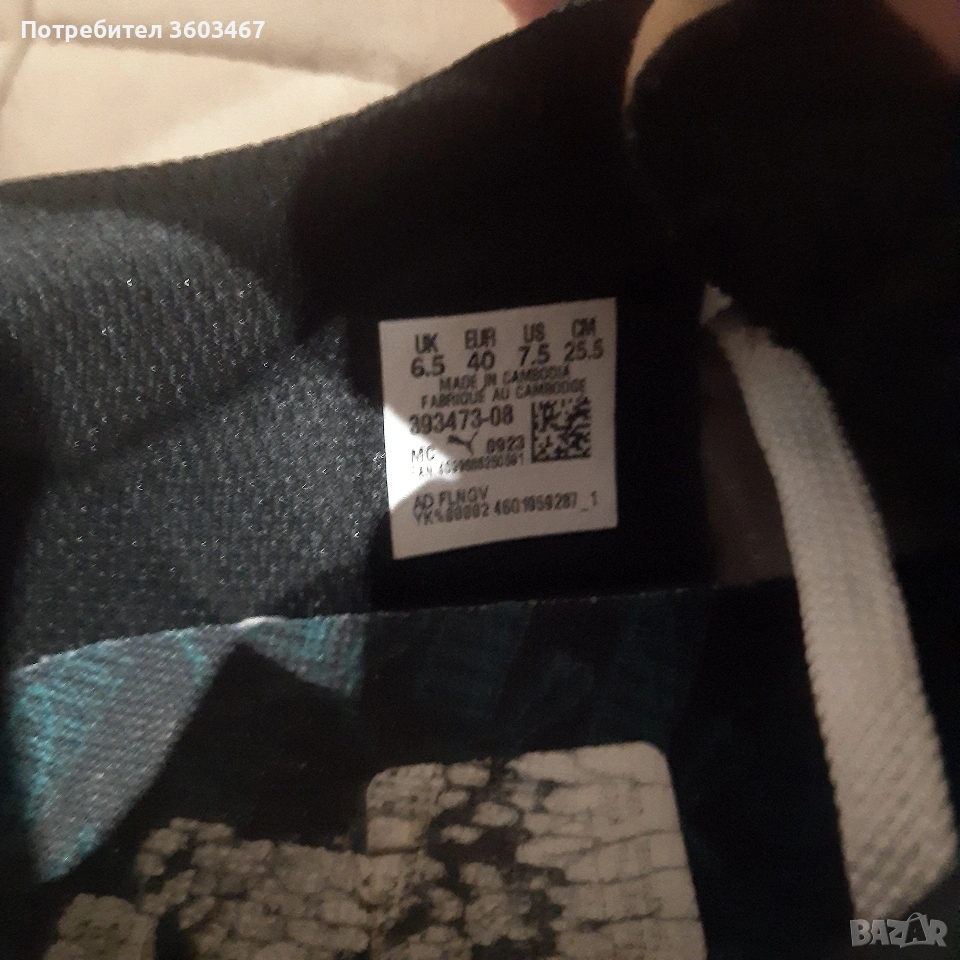 Потребител 3603467
UK EUR US CM
6.5 40 7.5 25.5
MADE IN CAMBODIA
FABRIQUE AU CAMBODGE
393473-08
MC 0923
AD FLNGV
BAZAR